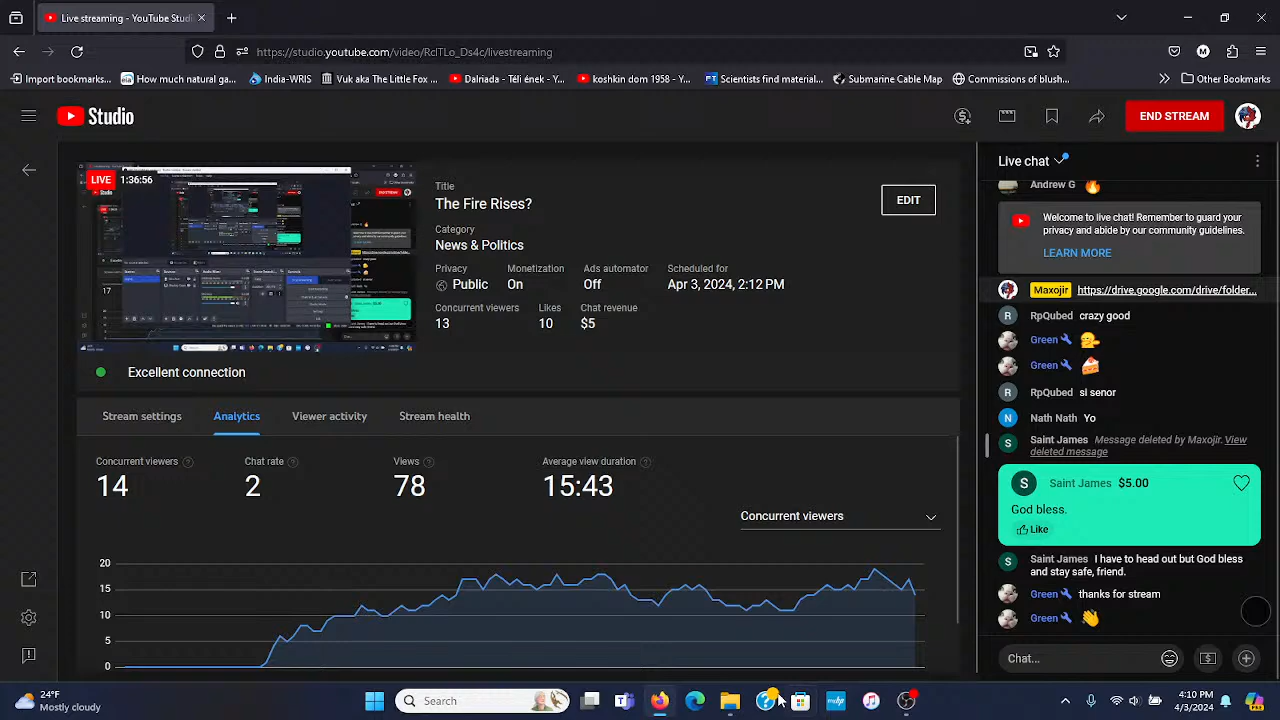 Live streaming - YouTube Studi
https://studio.youtube.com/video/RcITLo_Ds4c/livestreaming
M
Import bookmarks...
eia
How much natural ga...
India-WRIS
Vuk aka The Little Fox ...
Dalriada - Téli ének - Y...
koshkin dom 1958 - Y...
FT
Scientists find material...
Submarine Cable Map
Commissions of blush...
Other Bookmarks
Studio
END STREAM
LIVE 1:36:56
Title
The Fire Rises?
EDIT
Category
News & Politics
Privacy
Monetization
Ads automation
Scheduled for
Public
On
Off
Apr 3, 2024, 2:17 PM
Concurrent viewers
Likes
Chat revenue
13
10
$5
Excellent connection
Stream settings
Analytics
Viewer activity
Stream health
Concurrent viewers
Chat rate
Views
Average view duration
14
2
78
15:43
Concurrent viewers
20
15
10
5
0
Live chat
Andrew G
Welcome to live chat! Remember to guard your
privacy and abide by our community guidelines.
LEARN MORE
Maxojir https://drive.google.com/drive/folder...
R RpQubed crazy good
Green
Green
R RpQubed si senor
N Nath Nath Yo
S Saint James Message deleted by Maxojir. View
deleted message
S Saint James $5.00
God bless.
Like
S Saint James I have to head out but God bless
and stay safe, friend.
Green thanks for stream
Green
Chat...
24°F
Mostly cloudy
Search
4:10 PM
4/3/2024